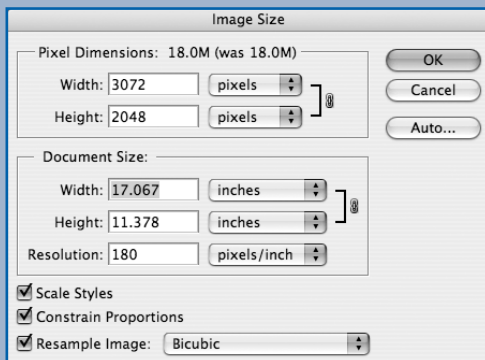 Image Size
Pixel Dimensions: 18.0M (was 18.0M)
Width: 3072 pixels
Height: 2048 pixels
OK
Cancel
Auto...
Document Size:
Width: 17.067 inches
Height: 11.378 inches
Resolution: 180 pixels/inch
Scale Styles
Constrain Proportions
Resample Image: Bicubic